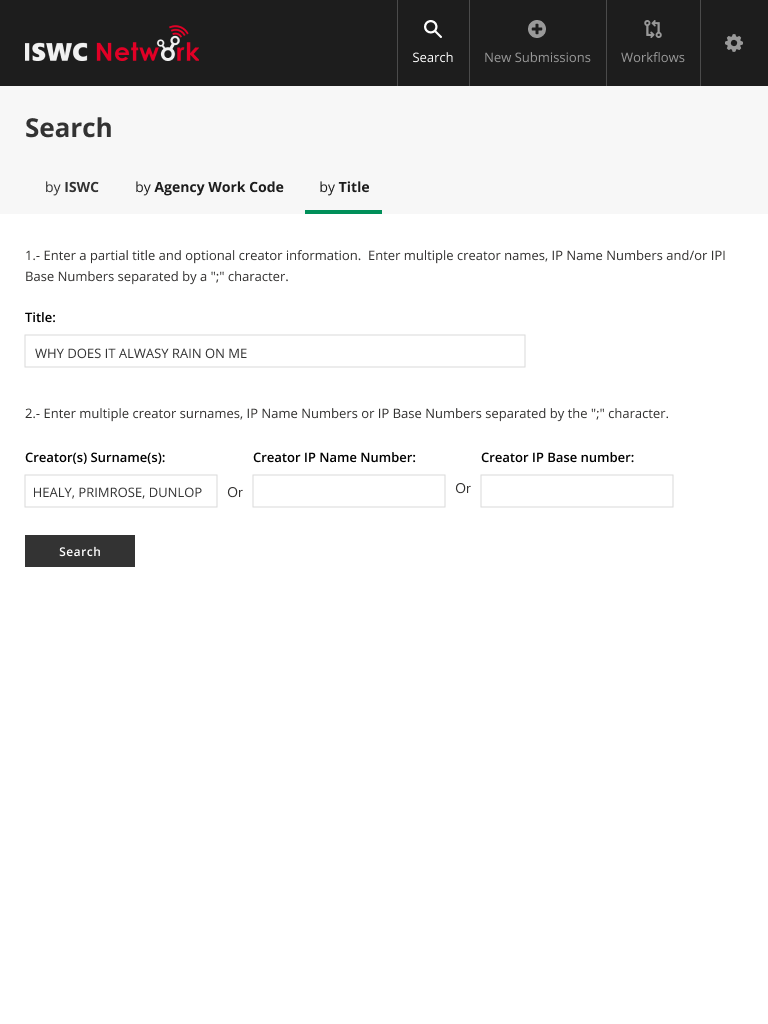 ISWC Network
Search
New Submissions
Workflows
Search
by ISWC
by Agency Work Code
by Title
1.- Enter a partial title and optional creator information.  Enter multiple creator names, IP Name Numbers and/or IPI
Base Numbers separated by a ";" character.
Title:
WHY DOES IT ALWASY RAIN ON ME
2.- Enter multiple creator surnames, IP Name Numbers or IP Base Numbers separated by the ";" character.
Creator(s) Surname(s):
Creator IP Name Number:
Creator IP Base number:
HEALY, PRIMROSE, DUNLOP
Or
Or
Search